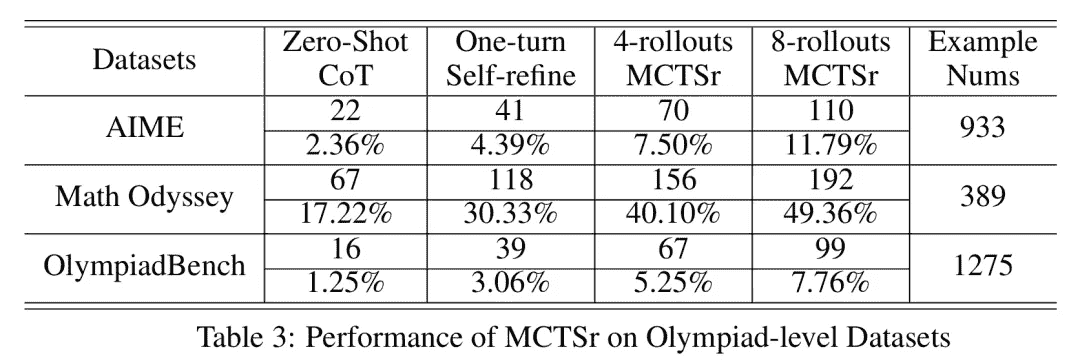 Datasets Zero-Shot CoT One-turn Self-refine 4-rollouts MCTSr 8-rollouts MCTSr Example Nums
AIME 22 41 70 110 933
2.36% 4.39% 7.50% 11.79%
Math Odyssey 67 118 156 192 389
17.22% 30.33% 40.10% 49.36%
OlympiadBench 16 39 67 99 1275
1.25% 3.06% 5.25% 7.76%
Table 3: Performance of MCTSr on Olympiad-level Datasets